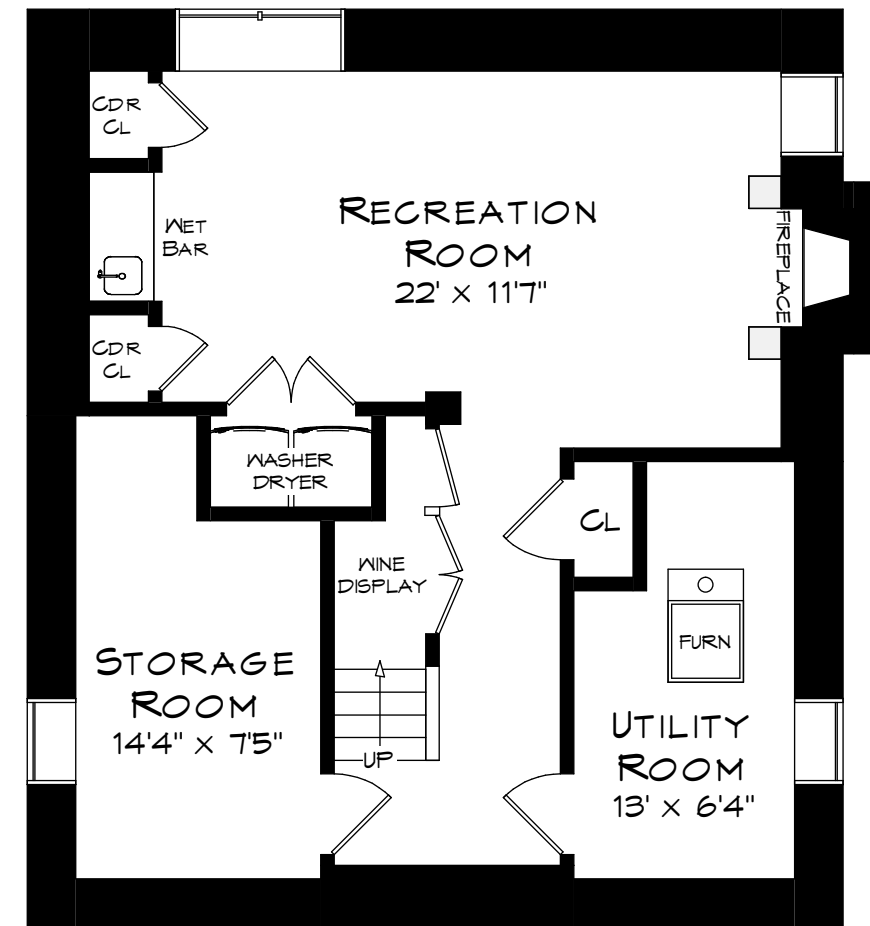 CDR
CL
WET
BAR
RECREATION
ROOM
22' x 11'7"
FIREPLACE
CDR
CL
WASHER
DRYER
CL
WINE
DISPLAY
FURN
STORAGE
ROOM
14'4" x 7'5"
UP
UTILITY
ROOM
13' x 6'4"